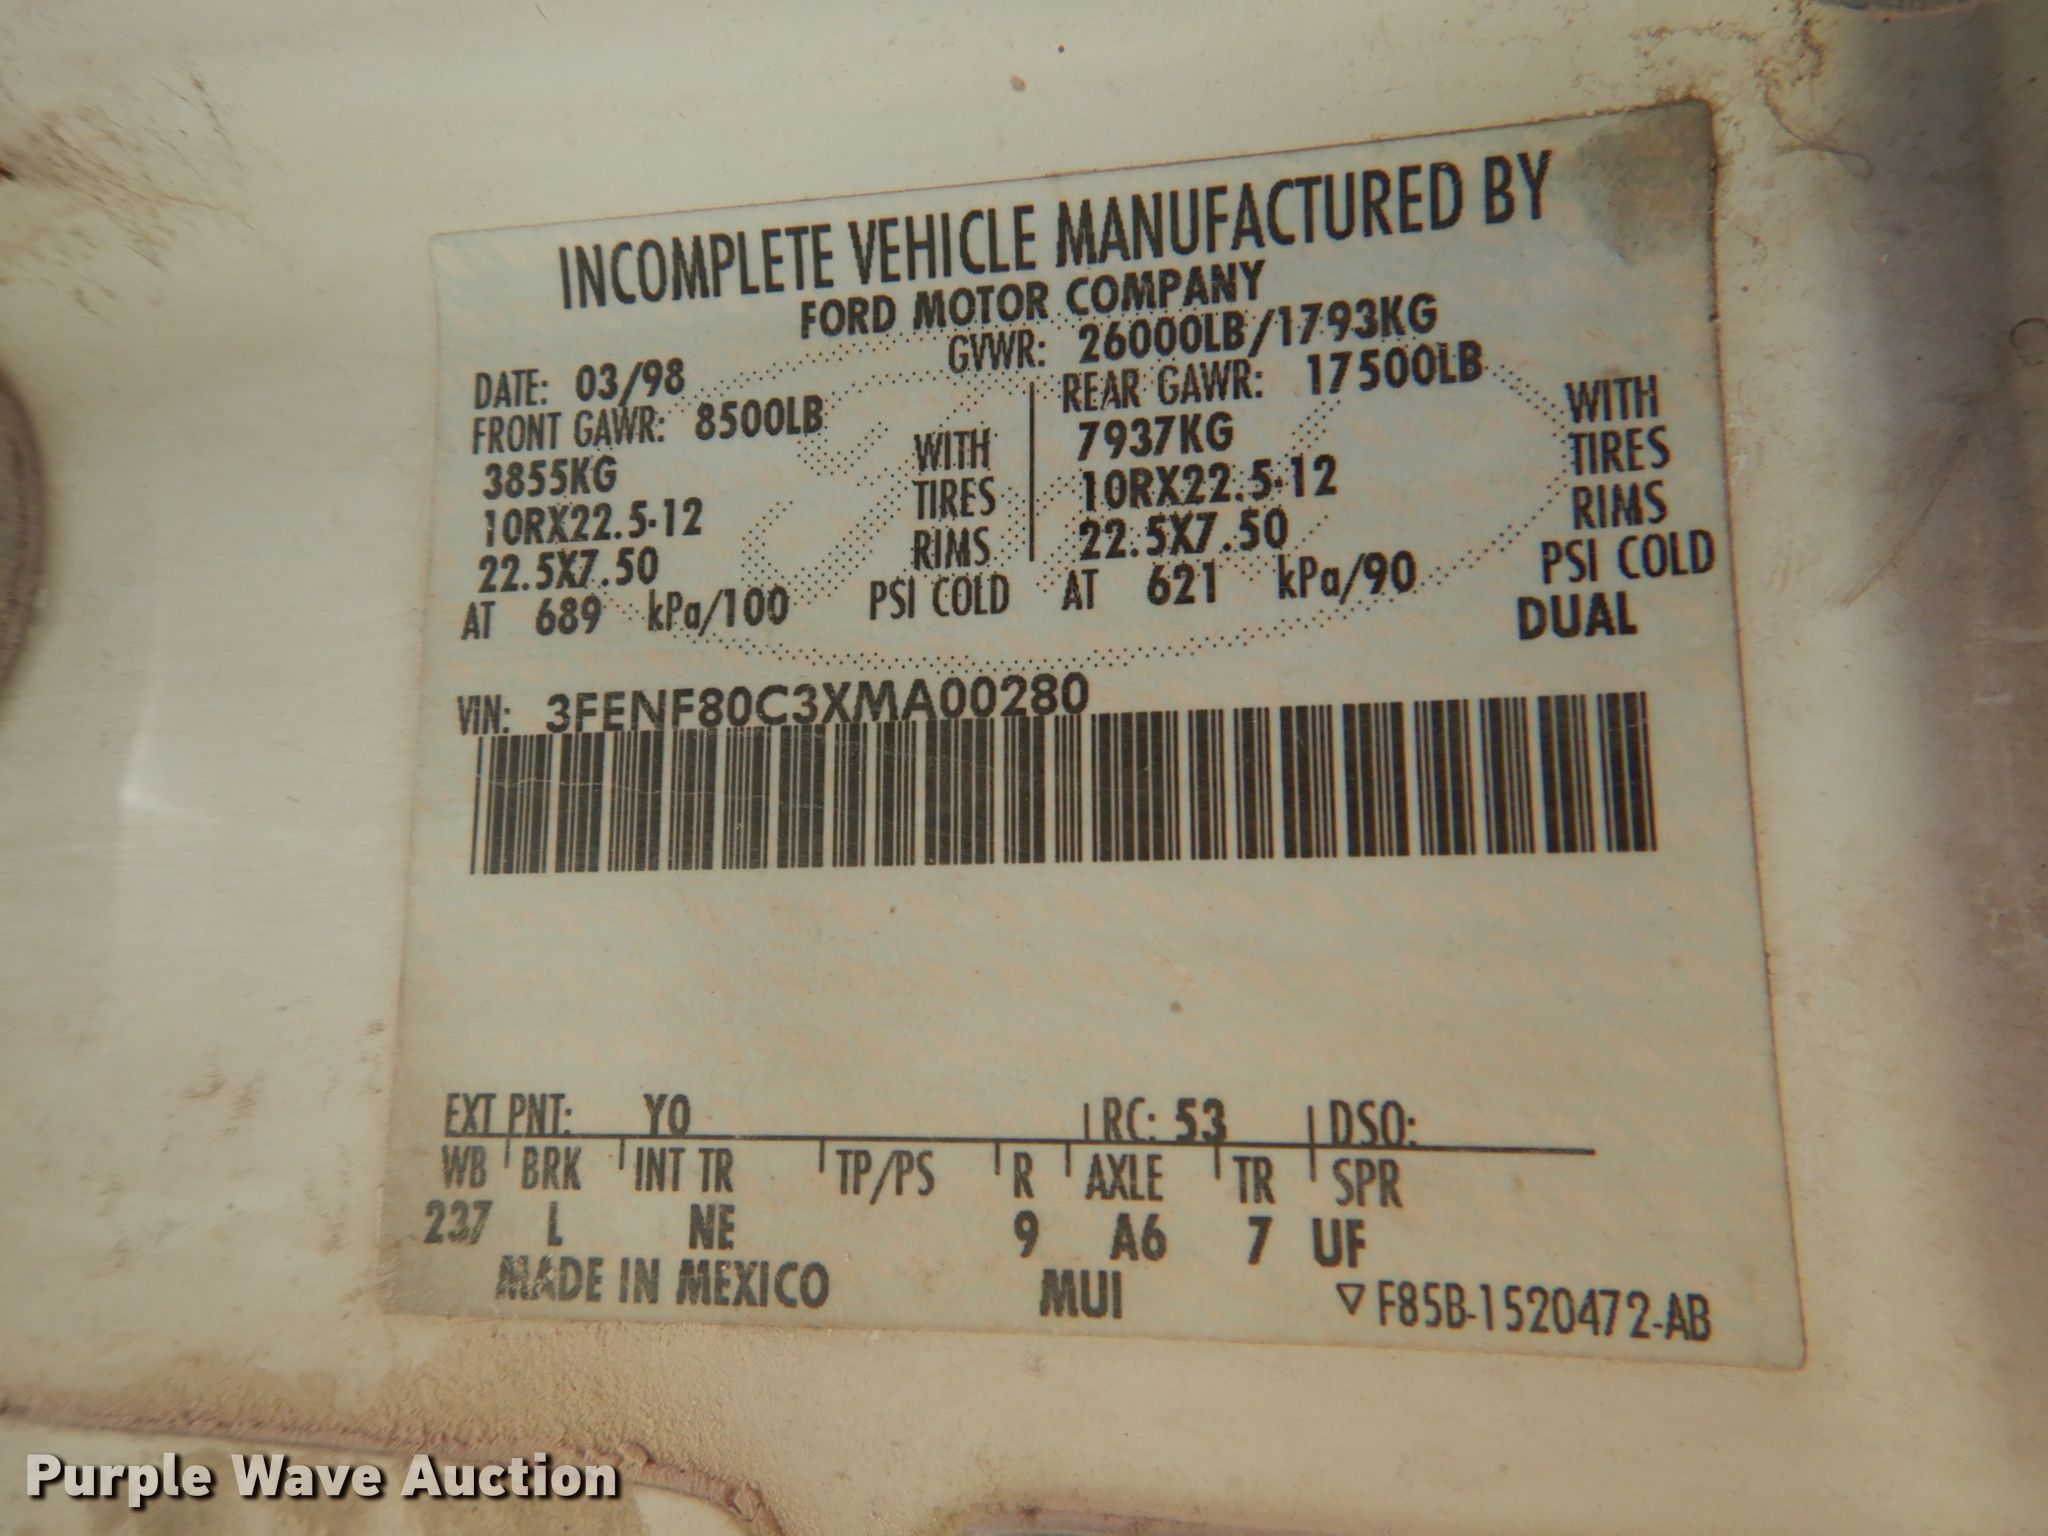 INCOMPLETE VEHICLE MANUFACTURED BY
FORD MOTOR COMPANY
DATE: 03/98 GVWR: 26000LB/1793KG
FRONT GAWR: 8500LB REAR GAWR: 17500LB
3855KG WITH 7937KG WITH
10RX22.5-12 TIRES 10RX22.5-12 TIRES
22.5X7.50 RIMS 22.5X7.50 RIMS
AT 689 kPa/100 PSI COLD AT 621 kPa/90 PSI COLD
DUAL
VIN: 3FENF80C3XMA00280
EXT PNT: YO RC: 53 DSO:
WB BRK INT TR TP/PS R AXLE TR SPR
237 L NE 9 A6 7 UF
MADE IN MEXICO MUI ▽ F85B-1520472-AB
Purple Wave Auction